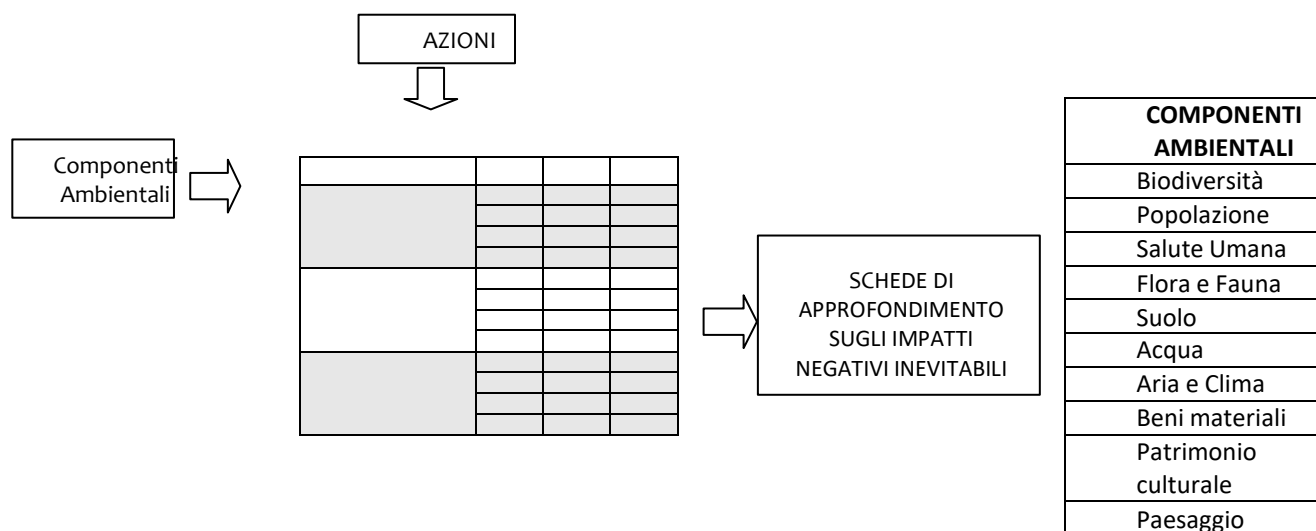 AZIONI
Componenti
Ambientali
SCHEDE DI
APPROFONDIMENTO
SUGLI IMPATTI
NEGATIVI INEVITABILI
COMPONENTI
AMBIENTALI
Biodiversità
Popolazione
Salute Umana
Flora e Fauna
Suolo
Acqua
Aria e Clima
Beni materiali
Patrimonio
culturale
Paesaggio